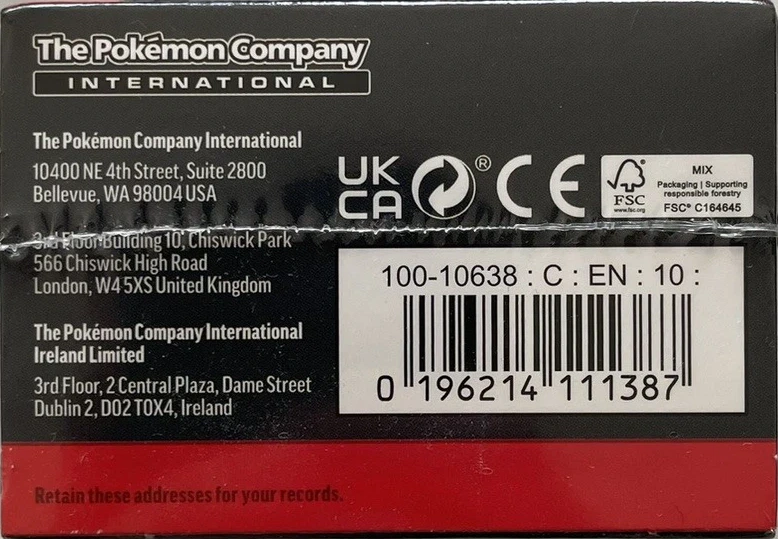 The Pokémon Company
INTERNATIONAL
The Pokémon Company International
10400 NE 4th Street, Suite 2800
Bellevue, WA 98004 USA
3rd Floor Building 10, Chiswick Park
566 Chiswick High Road
London, W4 5XS United Kingdom
The Pokémon Company International
Ireland Limited
3rd Floor, 2 Central Plaza, Dame Street
Dublin 2, D02 T0X4, Ireland
Retain these addresses for your records.
UK
CA
®
CE
FSC
www.fsc.org
MIX
Packaging | Supporting
responsible forestry
FSC® C164645
100-10638 : C : EN : 10 :
0 196214 111387